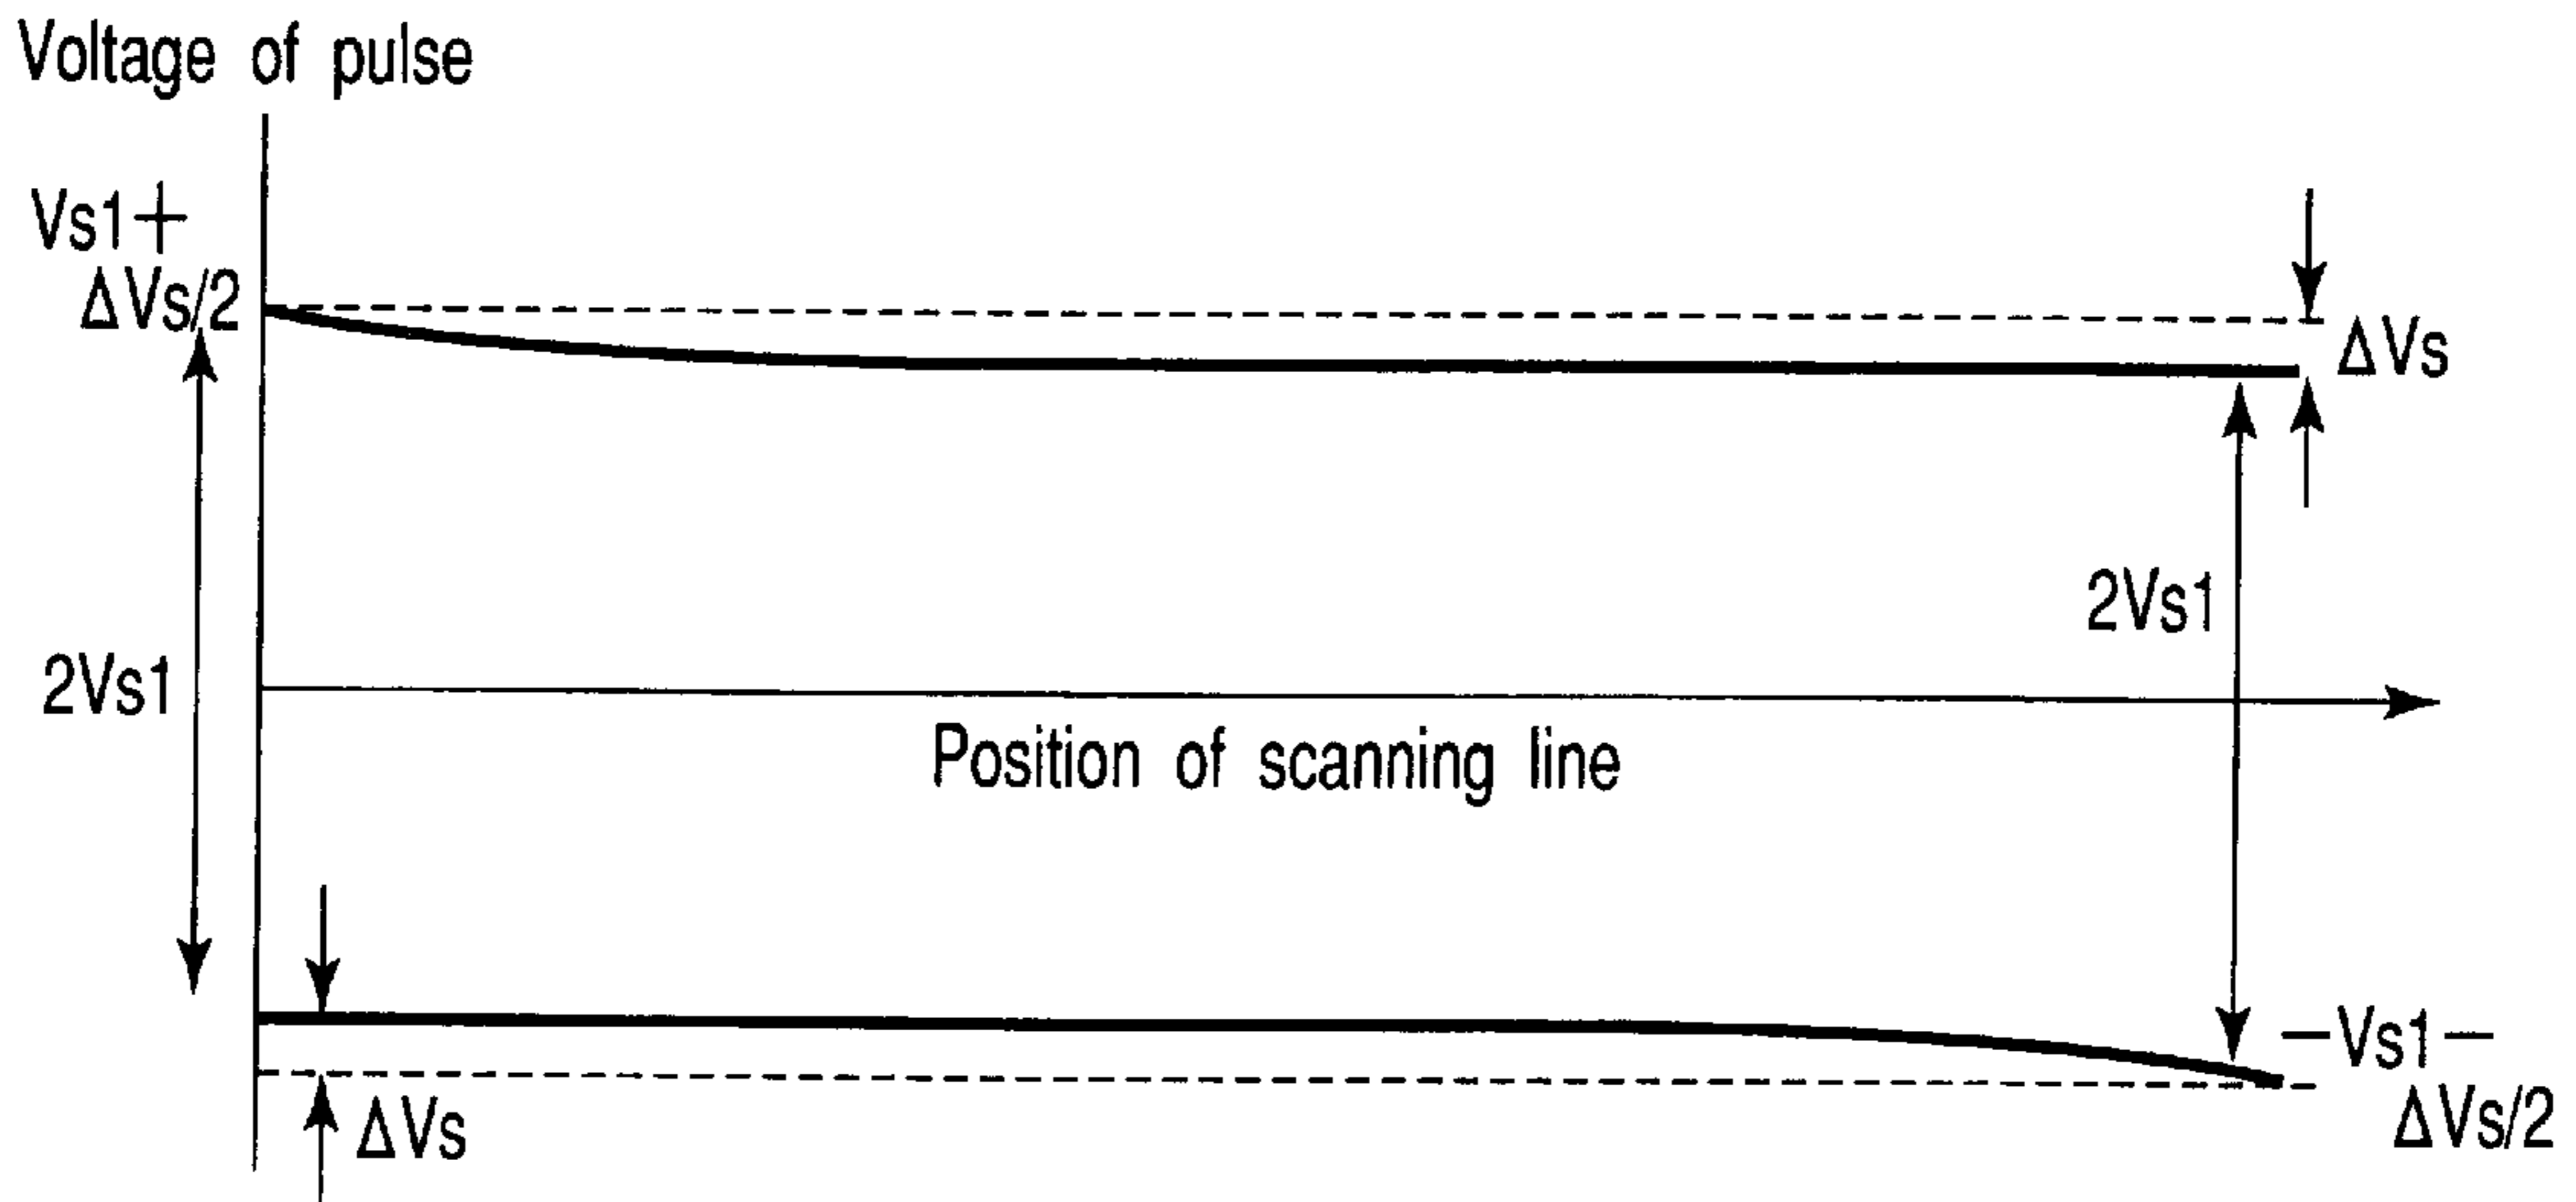 Voltage of pulse
Vs1+
ΔVs/2
ΔVs
2Vs1
2Vs1
Position of scanning line
−Vs1−
ΔVs/2
ΔVs